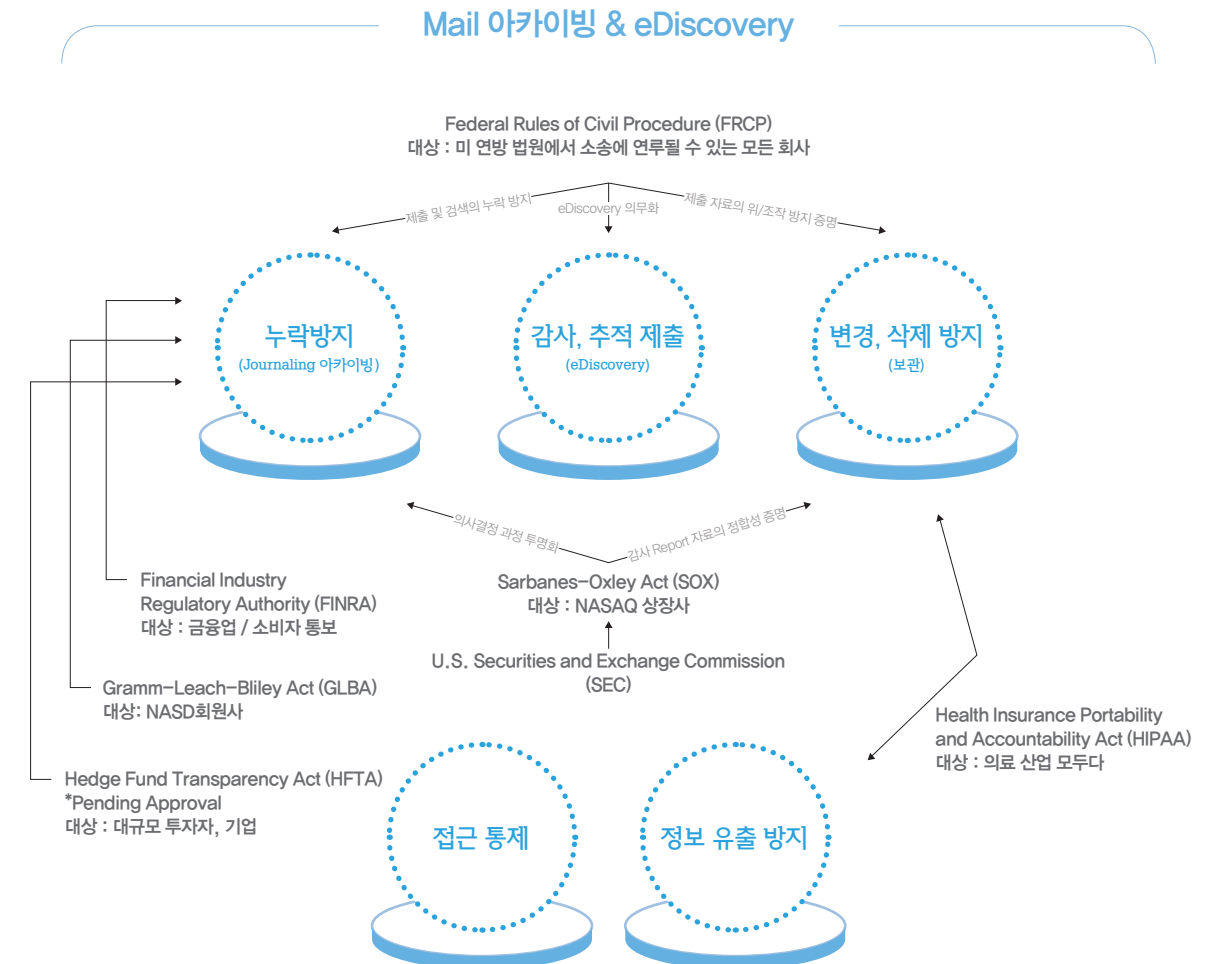 Mail 아카이빙 & eDiscovery
Federal Rules of Civil Procedure (FRCP)
대상 : 미 연방 법원에서 소송에 연루될 수 있는 모든 회사
제출 및 검색의 누락 방지
eDiscovery 의무화
제출 자료의 위/조작 방지 증명
누락방지
(Journaling 아카이빙)
감사, 추적 제출
(eDiscovery)
변경, 삭제 방지
(보관)
의사결정 과정 투명화
감사 Report 자료의 정합성 증명
Financial Industry
Regulatory Authority (FINRA)
대상 : 금융업 / 소비자 통보
Sarbanes-Oxley Act (SOX)
대상 : NASAQ 상장사
U.S. Securities and Exchange Commission
(SEC)
Gramm-Leach-Bliley Act (GLBA)
대상: NASD회원사
Health Insurance Portability
and Accountability Act (HIPAA)
대상 : 의료 산업 모두다
Hedge Fund Transparency Act (HFTA)
*Pending Approval
대상 : 대규모 투자자, 기업
접근 통제
정보 유출 방지